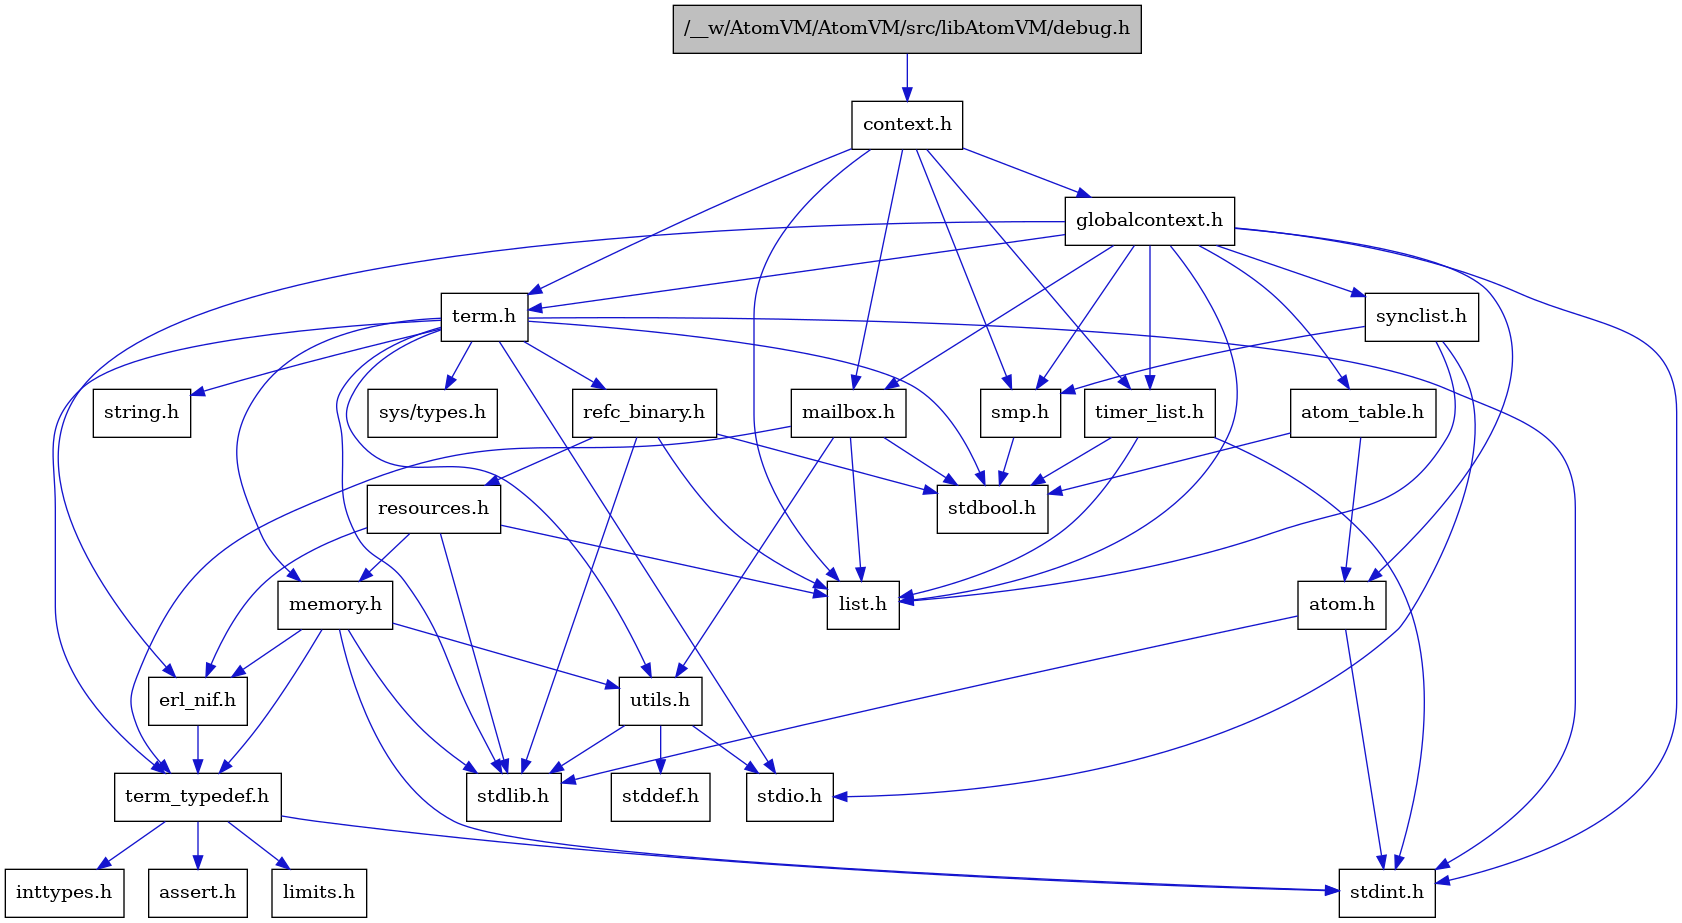 /__w/AtomVM/AtomVM/src/libAtomVM/debug.h
context.h
globalcontext.h
term.h
synclist.h
string.h
sys/types.h
refc_binary.h
mailbox.h
smp.h
timer_list.h
atom_table.h
resources.h
stdbool.h
memory.h
list.h
atom.h
erl_nif.h
utils.h
term_typedef.h
stdlib.h
stddef.h
stdio.h
inttypes.h
assert.h
limits.h
stdint.h